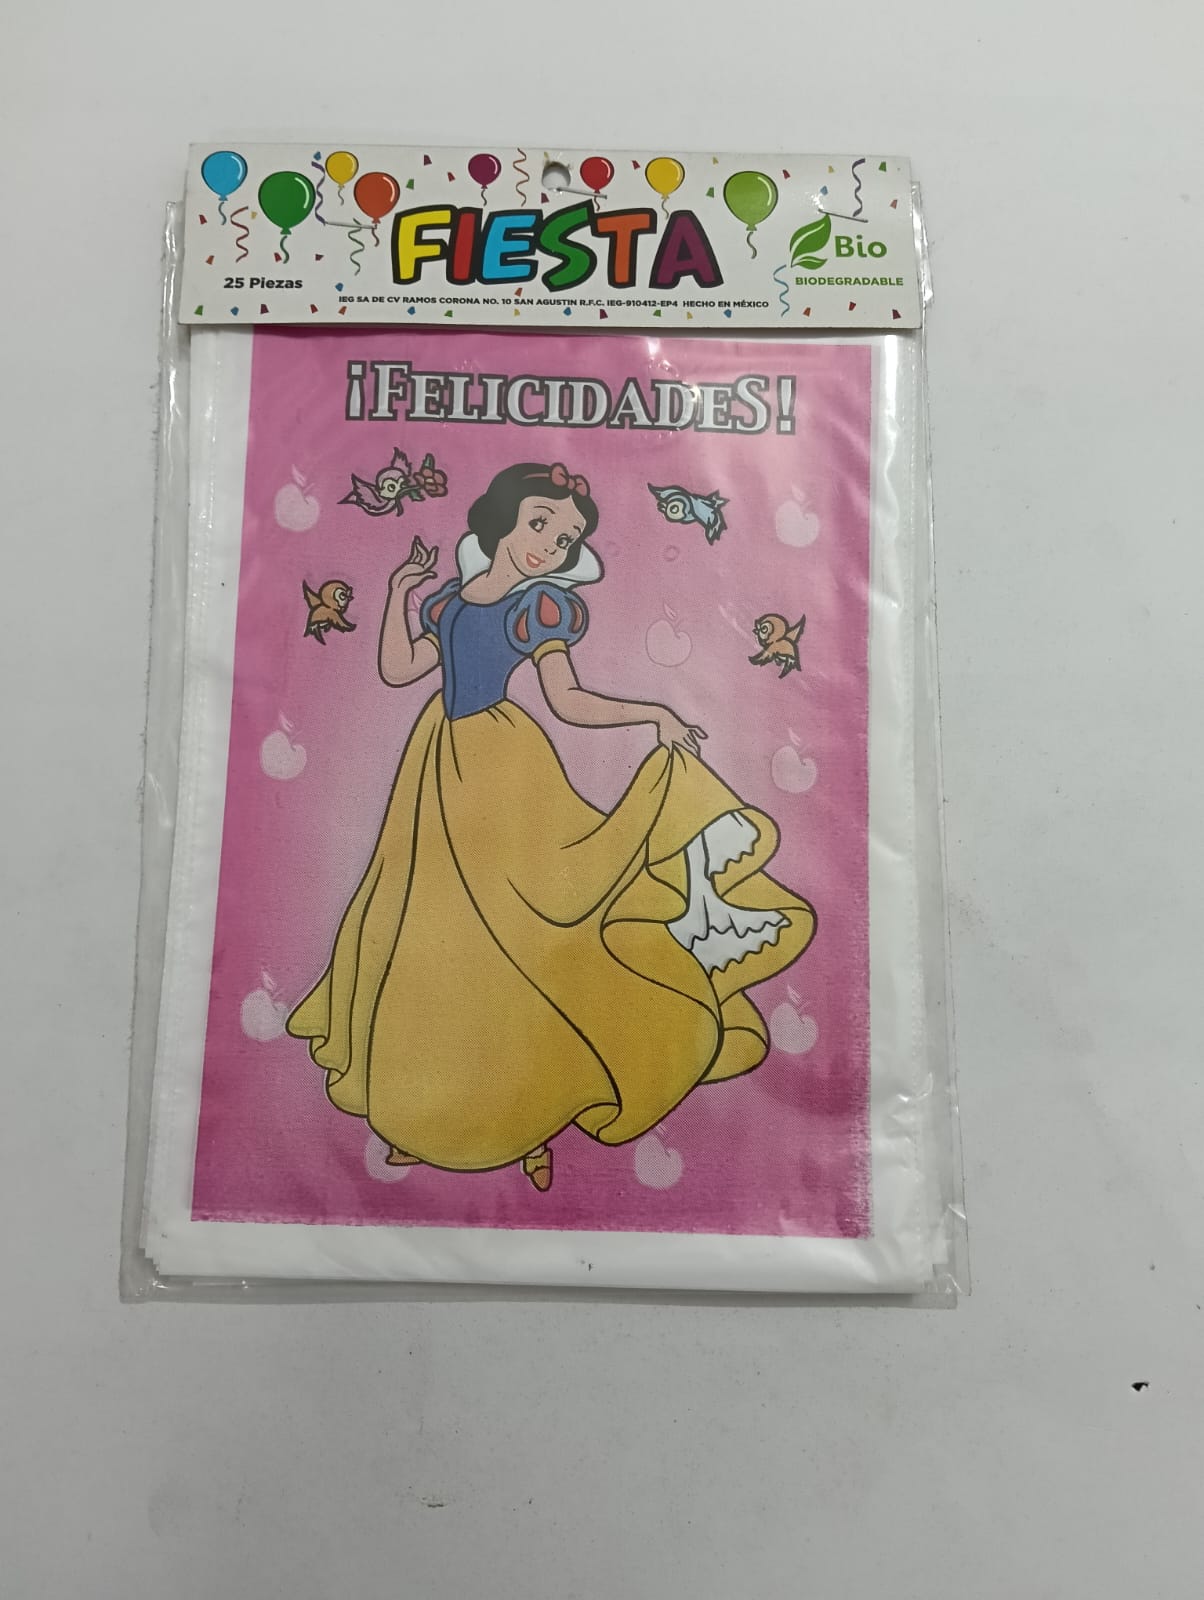 FIESTA
Bio
25 Piezas
BIODEGRADABLE
IEG SA DE CV RAMOS CORONA NO. 10 SAN AGUSTIN R.F.C. IEG-910412-EP4 HECHO EN MÉXICO
¡FELICIDADES!